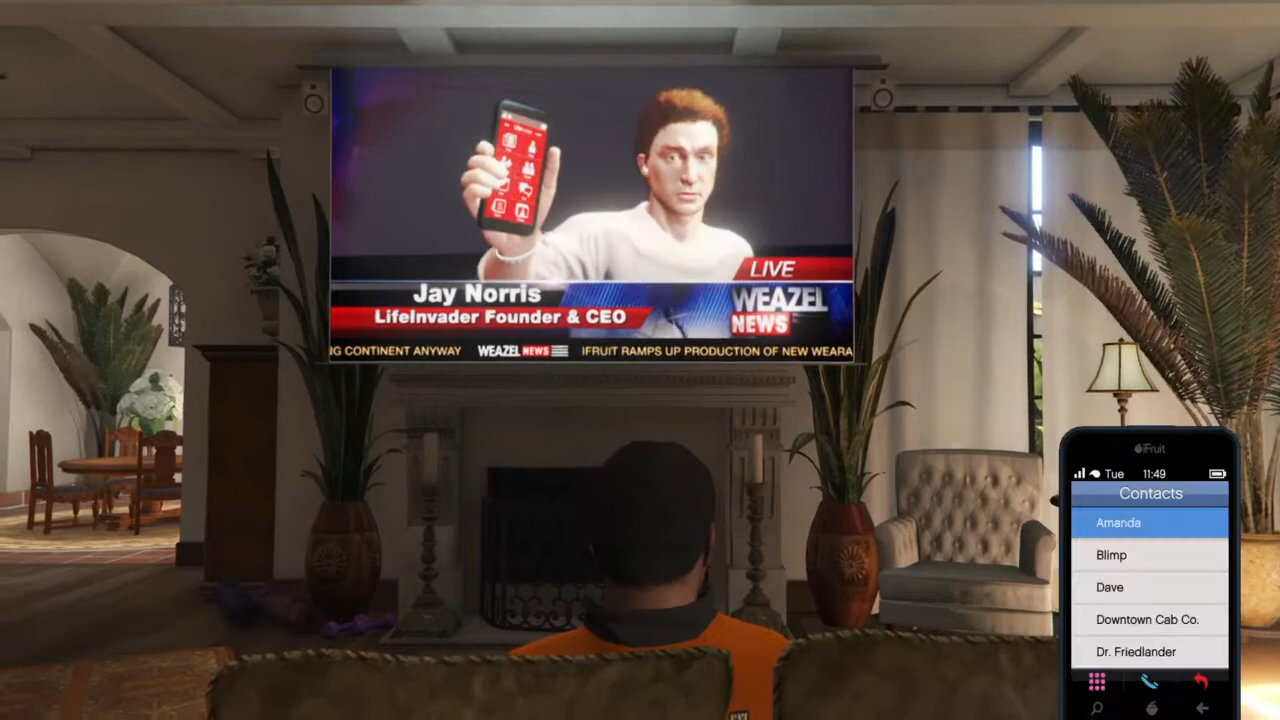 LIVE
Jay Norris
LifeInvader Founder & CEO
WEAZEL
NEWS
NG CONTINENT ANYWAY WEAZEL NEWS IFRUIT RAMPS UP PRODUCTION OF NEW WEARA
iFruit
Tue 11:49
Contacts
Amanda
Blimp
Dave
Downtown Cab Co.
Dr. Friedlander